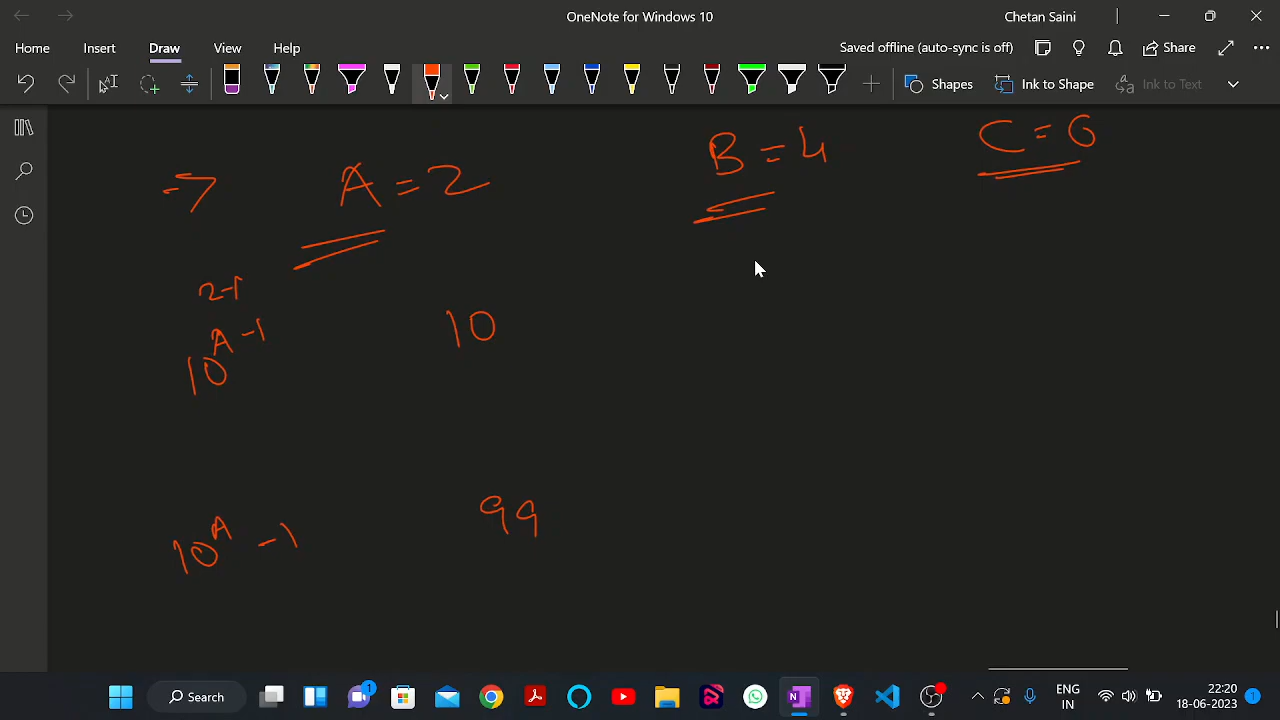 OneNote for Windows 10
Chetan Saini
Home Insert Draw View Help
Saved offline (auto-sync is off)
Share
Shapes
Ink to Shape
Ink to Text
A = 2
B = 4
C = 6
2-1
10^A-1
10
10^A -1
99
Search
1
ENG
IN
22:20
18-06-2023
1